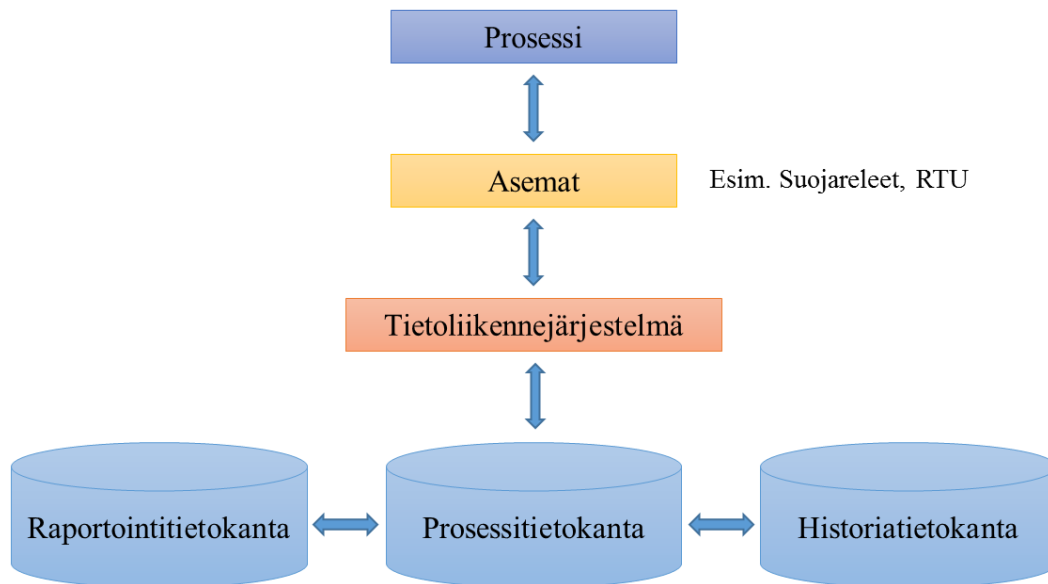 Prosessi
Asemat
Esim. Suojareleet, RTU
Tietoliikennejärjestelmä
Raportointitietokanta
Prosessitietokanta
Historiatietokanta